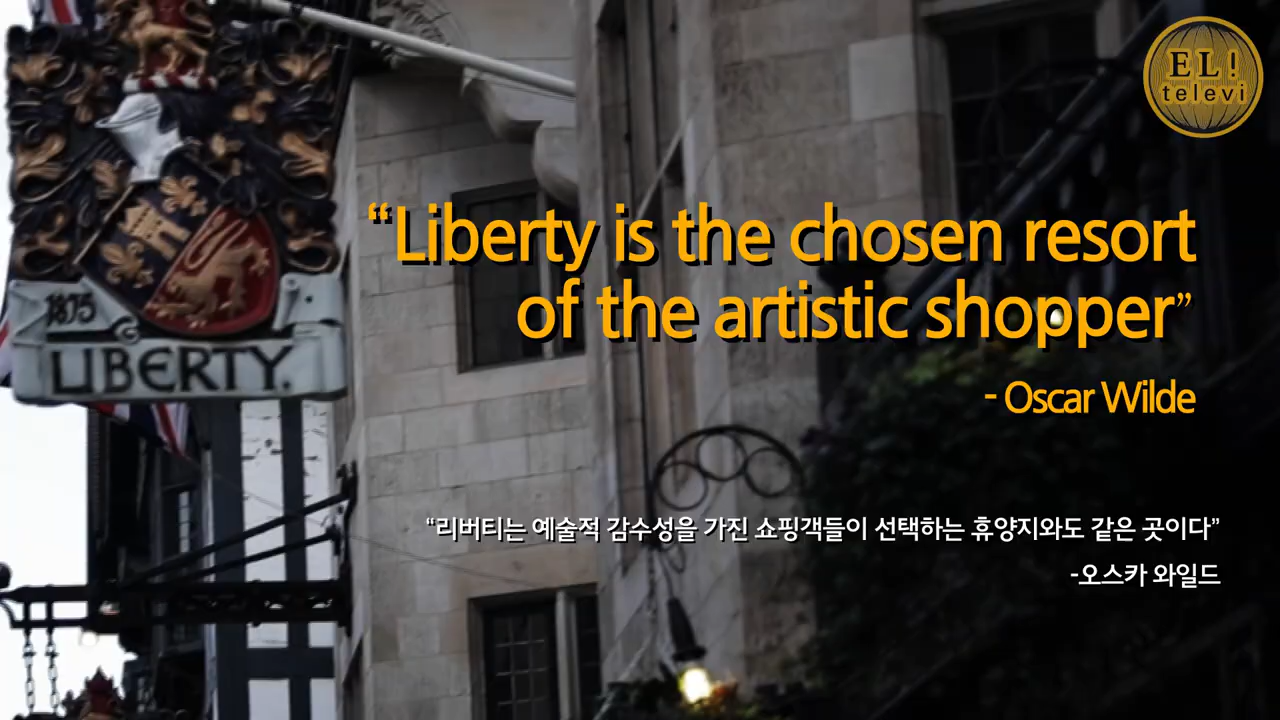 EL!
televi
“Liberty is the chosen resort
of the artistic shopper”
- Oscar Wilde
1875
LIBERTY.
“리버티는 예술적 감수성을 가진 쇼핑객들이 선택하는 휴양지와도 같은 곳이다”
-오스카 와일드